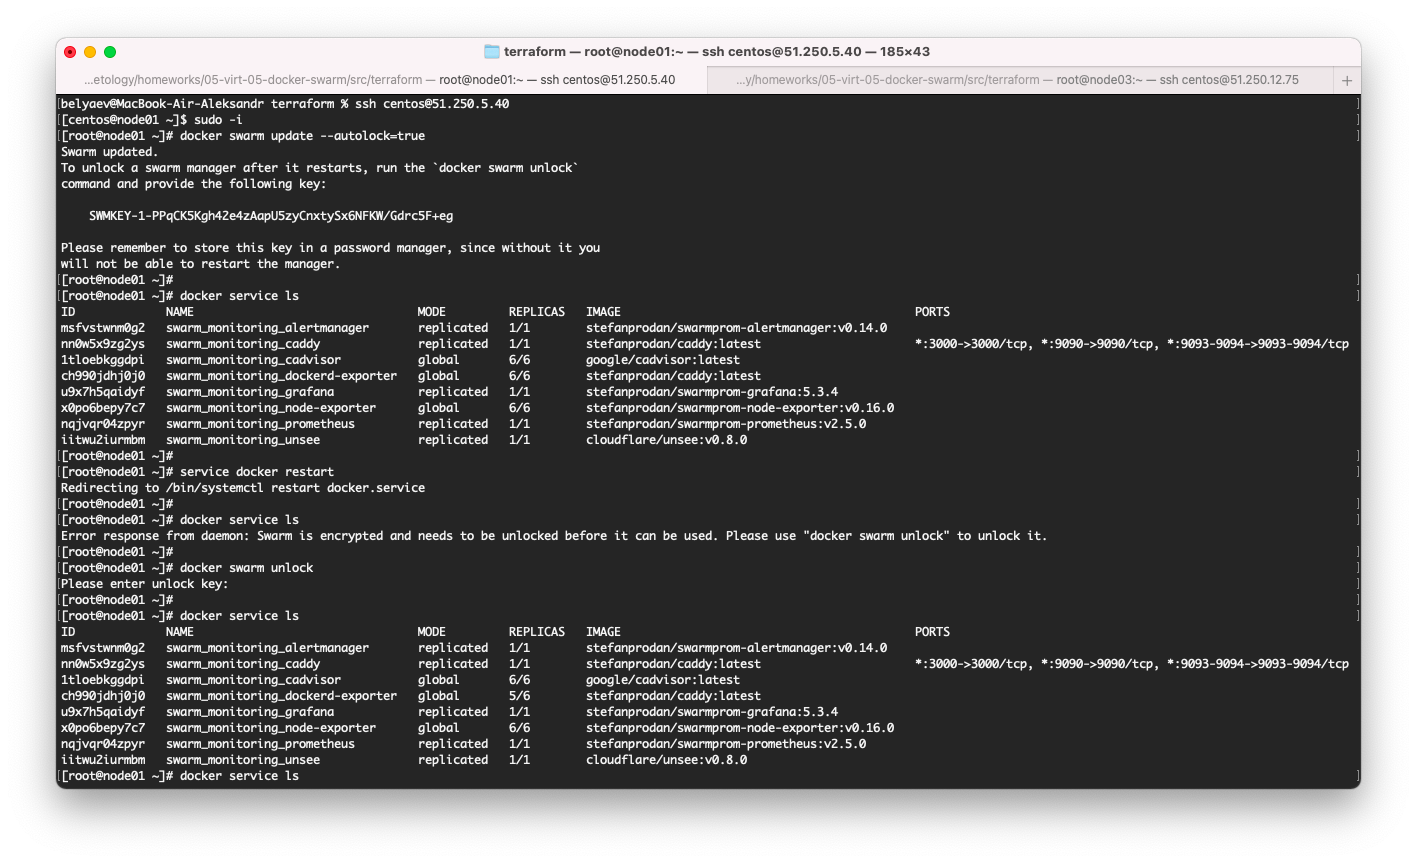 terraform — root@node01:~ — ssh centos@51.250.5.40 — 185×43
...etology/homeworks/05-virt-05-docker-swarm/src/terraform — root@node01:~ — ssh centos@51.250.5.40
...y/homeworks/05-virt-05-docker-swarm/src/terraform — root@node03:~ — ssh centos@51.250.12.75
+
[belyaev@MacBook-Air-Aleksandr terraform % ssh centos@51.250.5.40 ]
[[centos@node01 ~]$ sudo -i ]
[[root@node01 ~]# docker swarm update --autolock=true ]
Swarm updated.
To unlock a swarm manager after it restarts, run the `docker swarm unlock`
command and provide the following key:
SWMKEY-1-PPqCK5Kgh42e4zAapU5zyCnxtySx6NFKW/Gdrc5F+eg
Please remember to store this key in a password manager, since without it you
will not be able to restart the manager.
[[root@node01 ~]# ]
[[root@node01 ~]# docker service ls ]
ID NAME MODE REPLICAS IMAGE PORTS
msfvstwnm0g2 swarm_monitoring_alertmanager replicated 1/1 stefanprodan/swarmprom-alertmanager:v0.14.0
nn0w5x9zg2ys swarm_monitoring_caddy replicated 1/1 stefanprodan/caddy:latest *:3000->3000/tcp, *:9090->9090/tcp, *:9093-9094->9093-9094/tcp
1tloebkggdpi swarm_monitoring_cadvisor global 6/6 google/cadvisor:latest
ch990jdhj0j0 swarm_monitoring_dockerd-exporter global 6/6 stefanprodan/caddy:latest
u9x7h5qaidyf swarm_monitoring_grafana replicated 1/1 stefanprodan/swarmprom-grafana:5.3.4
x0po6bepy7c7 swarm_monitoring_node-exporter global 6/6 stefanprodan/swarmprom-node-exporter:v0.16.0
nqjvqr04zpyr swarm_monitoring_prometheus replicated 1/1 stefanprodan/swarmprom-prometheus:v2.5.0
iitwu2iurmbm swarm_monitoring_unsee replicated 1/1 cloudflare/unsee:v0.8.0
[[root@node01 ~]# ]
[[root@node01 ~]# service docker restart ]
Redirecting to /bin/systemctl restart docker.service
[[root@node01 ~]# ]
[[root@node01 ~]# docker service ls ]
Error response from daemon: Swarm is encrypted and needs to be unlocked before it can be used. Please use "docker swarm unlock" to unlock it.
[[root@node01 ~]# ]
[[root@node01 ~]# docker swarm unlock ]
[Please enter unlock key: ]
[[root@node01 ~]# ]
[[root@node01 ~]# docker service ls ]
ID NAME MODE REPLICAS IMAGE PORTS
msfvstwnm0g2 swarm_monitoring_alertmanager replicated 1/1 stefanprodan/swarmprom-alertmanager:v0.14.0
nn0w5x9zg2ys swarm_monitoring_caddy replicated 1/1 stefanprodan/caddy:latest *:3000->3000/tcp, *:9090->9090/tcp, *:9093-9094->9093-9094/tcp
1tloebkggdpi swarm_monitoring_cadvisor global 6/6 google/cadvisor:latest
ch990jdhj0j0 swarm_monitoring_dockerd-exporter global 5/6 stefanprodan/caddy:latest
u9x7h5qaidyf swarm_monitoring_grafana replicated 1/1 stefanprodan/swarmprom-grafana:5.3.4
x0po6bepy7c7 swarm_monitoring_node-exporter global 6/6 stefanprodan/swarmprom-node-exporter:v0.16.0
nqjvqr04zpyr swarm_monitoring_prometheus replicated 1/1 stefanprodan/swarmprom-prometheus:v2.5.0
iitwu2iurmbm swarm_monitoring_unsee replicated 1/1 cloudflare/unsee:v0.8.0
[[root@node01 ~]# docker service ls ]